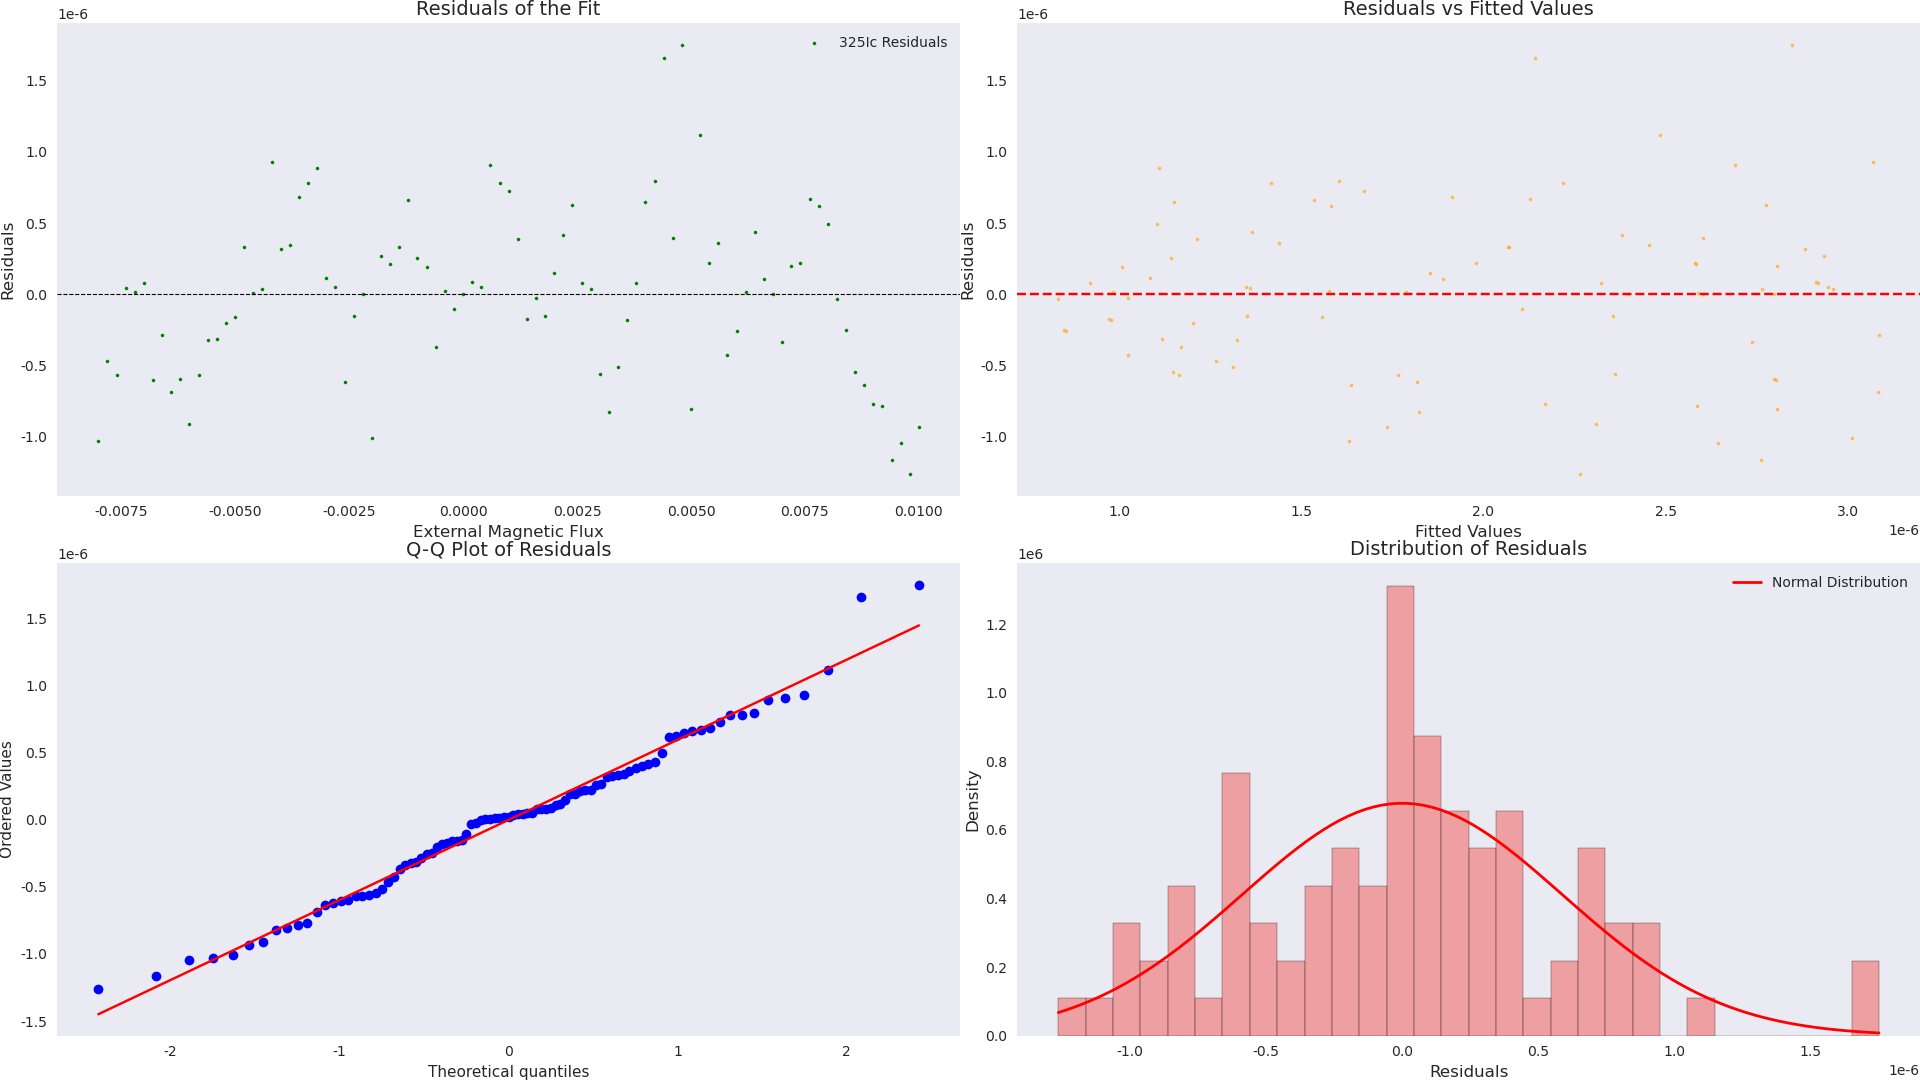 Residuals of the Fit
1e-6
325Ic Residuals
Residuals
1.5
1.0
0.5
0.0
-0.5
-1.0
-0.0075 -0.0050 -0.0025 0.0000 0.0025 0.0050 0.0075 0.0100
External Magnetic Flux
Residuals vs Fitted Values
1e-6
Residuals
1.5
1.0
0.5
0.0
-0.5
-1.0
1.0 1.5 2.0 2.5 3.0
Fitted Values
1e-6
Q-Q Plot of Residuals
1e-6
Ordered Values
1.5
1.0
0.5
0.0
-0.5
-1.0
-1.5
-2 -1 0 1 2
Theoretical quantiles
Distribution of Residuals
1e6
Normal Distribution
Density
1.2
1.0
0.8
0.6
0.4
0.2
0.0
-1.0 -0.5 0.0 0.5 1.0 1.5
Residuals
1e-6